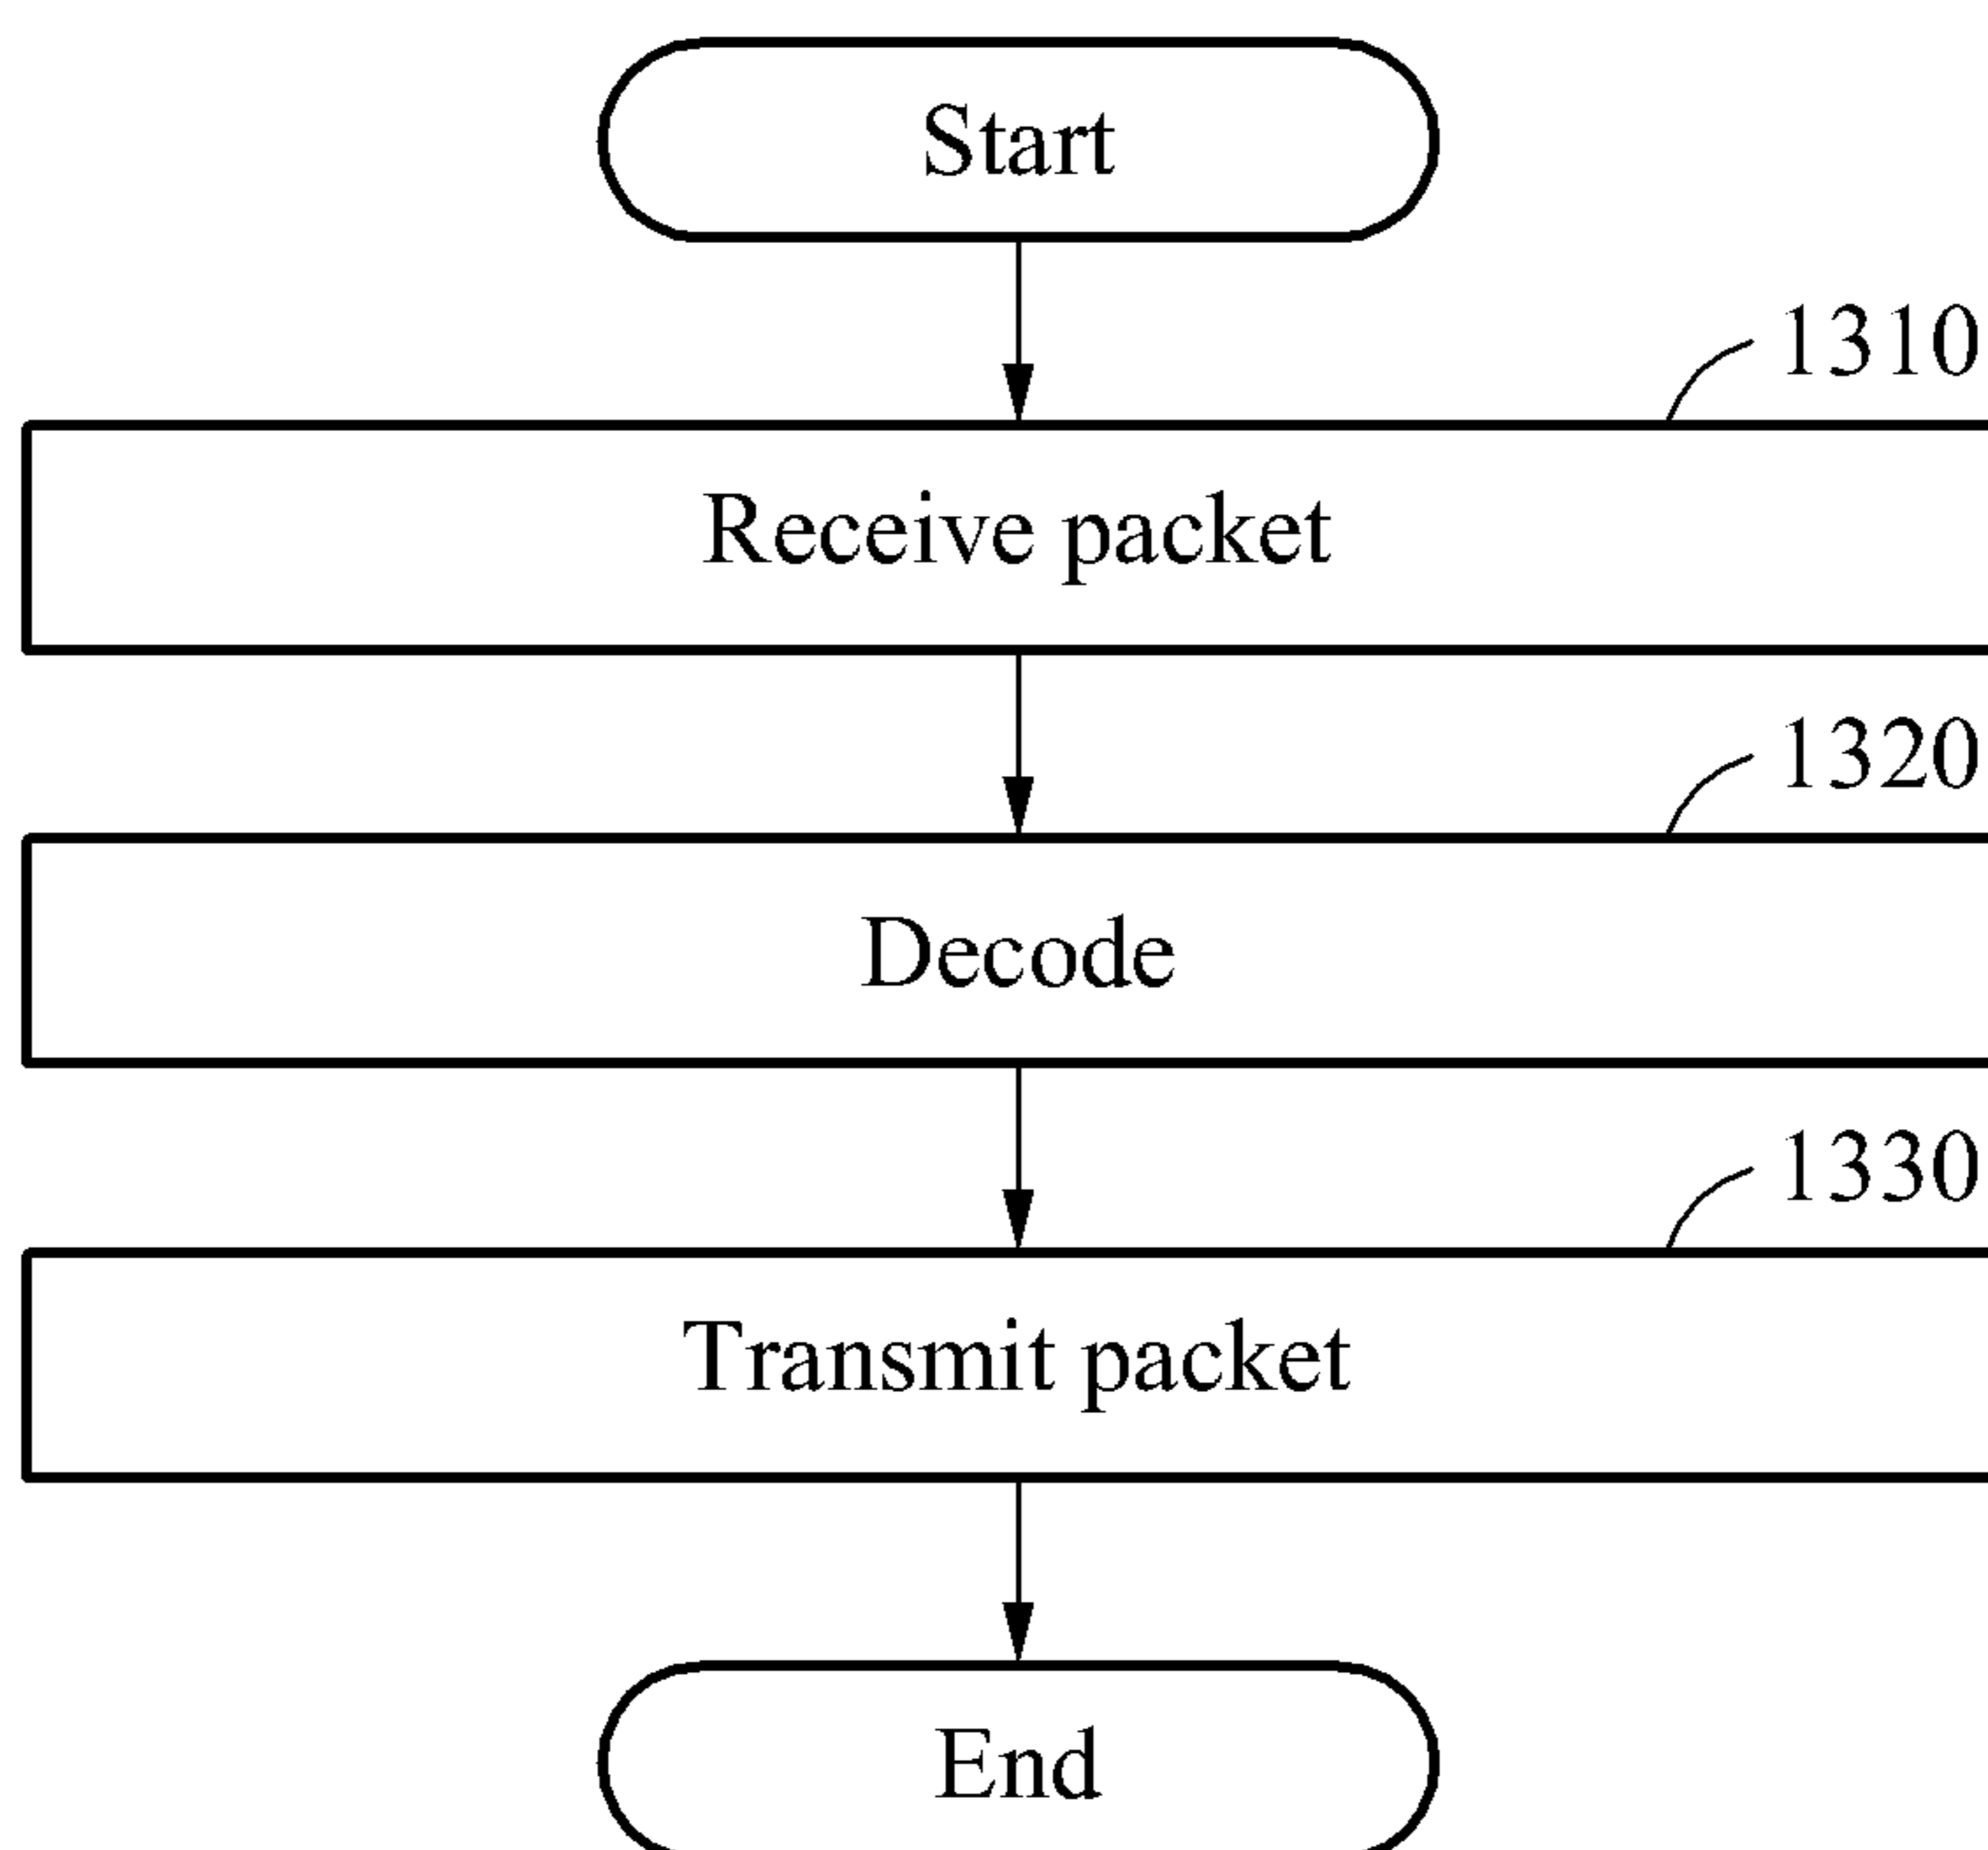 Start
1310
Receive packet
1320
Decode
1330
Transmit packet
End